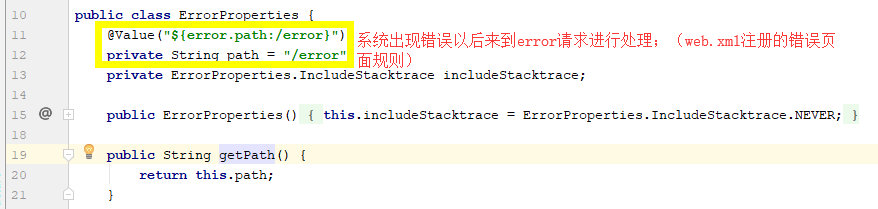 10 public class ErrorProperties {
11 @Value("${error.path:/error}") 系统出现错误以后来到error请求进行处理；（web.xml注册的错误页
12 private String path = "/error" 面规则）
13 private ErrorProperties.IncludeStacktrace includeStacktrace;
14
15 @ public ErrorProperties() { this.includeStacktrace = ErrorProperties.IncludeStacktrace.NEVER; }
18
19 public String getPath() {
20 return this.path;
21 }